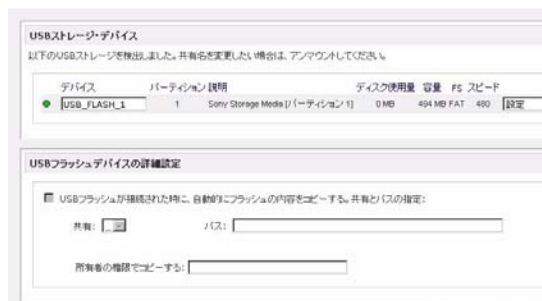 USBストレージ・デバイス
以下のUSBストレージを検出しました。共有名を変更したい場合は、アンマウントしてください。
デバイス パーティション 説明 ディスク使用量 容量 FS スピード
USB_FLASH_1 1 Sony Storage Media [パーティション 1] 0 MB 494 MB FAT 480 設定
USBフラッシュデバイスの詳細設定
USBフラッシュが接続された時に、自動的にフラッシュの内容をコピーする。共有とパスの指定:
共有: パス:
所有者の権限でコピーする: